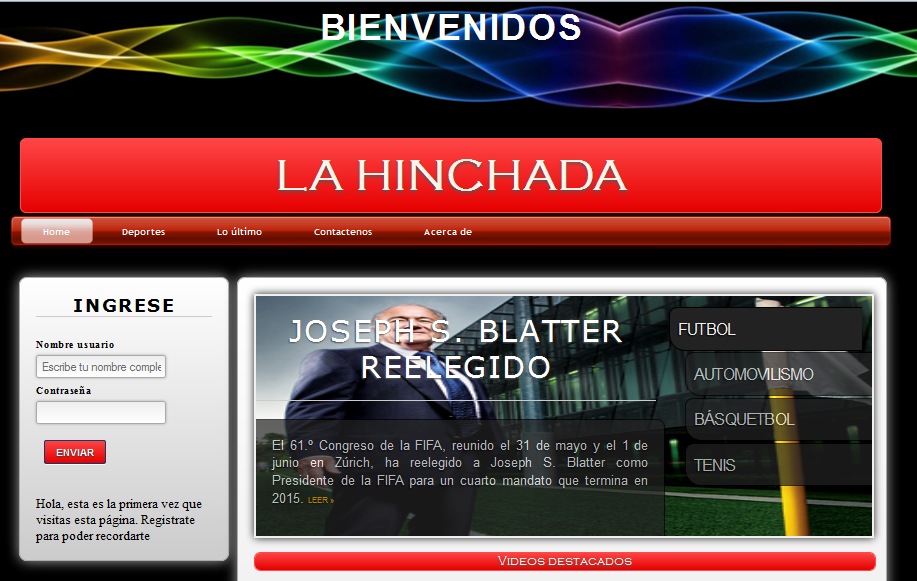 BIENVENIDOS
LA HINCHADA
Home
Deportes
Lo último
Contactenos
Acerca de
INGRESE
Nombre usuario
Escribe tu nombre comple
Contraseña
ENVIAR
Hola, esta es la primera vez que
visitas esta página. Registrate
para poder recordarte
JOSEPH S. BLATTER
REELEGIDO
El 61.º Congreso de la FIFA, reunido el 31 de mayo y el 1 de
junio en Zúrich, ha reelegido a Joseph S. Blatter como
Presidente de la FIFA para un cuarto mandato que termina en
2015. LEER »
FUTBOL
AUTOMOVILISMO
BÁSQUETBOL
TENIS
Videos destacados